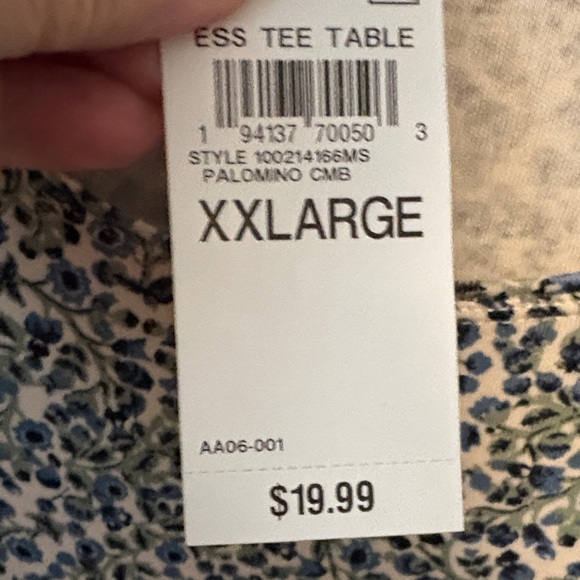 ESS TEE TABLE
1 94137 70050 3
STYLE 100214166MS
PALOMINO CMB
XXLARGE
AA06-001
$19.99